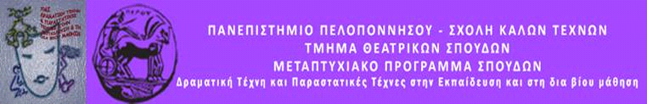 ΠΑΝΕΠΙΣΤΗΜΙΟ ΠΕΛΟΠΟΝΝΗΣΟΥ - ΣΧΟΛΗ ΚΑΛΩΝ ΤΕΧΝΩΝ
ΤΜΗΜΑ ΘΕΑΤΡΙΚΩΝ ΣΠΟΥΔΩΝ
ΜΕΤΑΠΤΥΧΙΑΚΟ ΠΡΟΓΡΑΜΜΑ ΣΠΟΥΔΩΝ
Δραματική Τέχνη και Παραστατικές Τέχνες στην Εκπαίδευση και στη δια βίου μάθηση